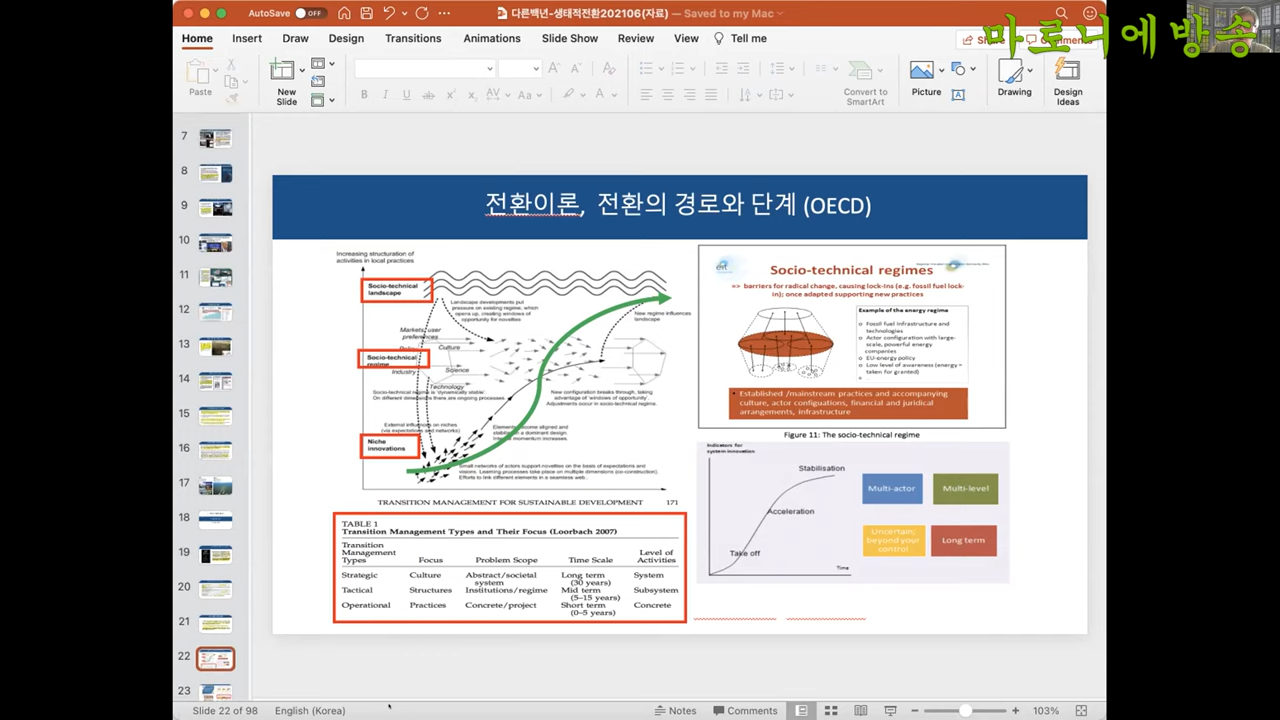 AutoSave OFF
다른백년-생태적전환202106(자료) — Saved to my Mac
마로니에방송
Home Insert Draw Design Transitions Animations Slide Show Review View Tell me
Share Comments
Paste
New
Slide
Convert to
SmartArt
Picture
Drawing
Design
Ideas
7
8
9
10
11
12
13
14
15
16
17
18
19
20
21
22
23
전환이론, 전환의 경로와 단계 (OECD)
Increasing structuration of
activities in local practices
Socio-technical
landscape
Landscape developments put
pressure on existing regime, which
opens up, creating windows of
opportunity for novelties
New regime influences
landscape
Markets, user
preferences
Culture
Socio-technical
regime
Industry
Science
Technology
Socio-technical regime is 'dynamically stable'.
On different dimensions there are ongoing processes
New configuration breaks through, taking
advantage of 'windows of opportunity'.
Adjustments occur in socio-technical regime.
External influences on niches
(via expectations and networks)
Niche
innovations
Small networks of actors support novelties on the basis of expectations and
visions. Learning processes take place on multiple dimensions (co-construction).
Efforts to link different elements in a seamless web.
TRANSITION MANAGEMENT FOR SUSTAINABLE DEVELOPMENT 171
TABLE 1
Transition Management Types and Their Focus (Loorbach 2007)
Transition
Management
Types Focus Problem Scope Time Scale Level of
Activities
Strategic Culture Abstract/societal
system Long term
(30 years) System
Tactical Structures Institutions/regime Mid term
(5–15 years) Subsystem
Operational Practices Concrete/project Short term
(0–5 years) Concrete
Socio-technical regimes
=> barriers for radical change, causing lock-ins (e.g. fossil fuel lock-
in); once adapted supporting new practices
Example of the energy regime
Fossil fuel Infrastructure and
technologies
Actor configuration with large-
scale, powerful energy
companies
EU-energy policy
Low level of awareness (energy =
taken for granted)
Established /mainstream practices and accompanying
culture, actor configuations, financial and juridical
arrangements, infrastructure
Figure 11: The socio-technical regime
Indicators for
system innovation
Stabilisation
Acceleration
Take off
Time
Multi-actor
Multi-level
Uncertain/
beyond your
control
Long term
Slide 22 of 98 English (Korea)
Notes Comments 103%